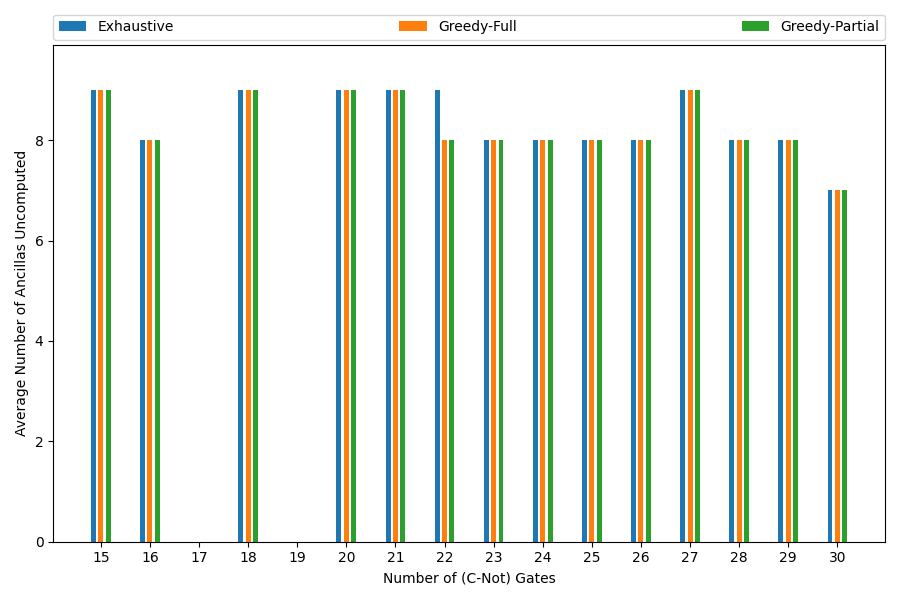 Exhaustive Greedy-Full Greedy-Partial
Average Number of Ancillas Uncomputed
8
6
4
2
0
15 16 17 18 19 20 21 22 23 24 25 26 27 28 29 30
Number of (C-Not) Gates